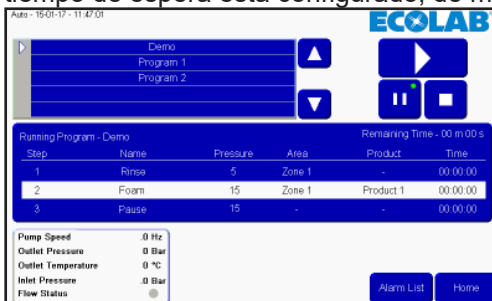 tiempo de espera está configurado, de m
Auto - 15-01-17 - 11:47:01
ECOLAB
Demo
Program 1
Program 2
Running Program - Demo Remaining Time - 00 m 00 s
Step Name Pressure Area Product Time
1 Rinse 5 Zone 1 - 00:00:00
2 Foam 15 Zone 1 Product 1 00:00:00
3 Pause 15 - - 00:00:00
Pump Speed .0 Hz
Outlet Pressure 0 Bar
Outlet Temperature 0 °C
Inlet Pressure .0 Bar
Flow Status
Alarm List Home